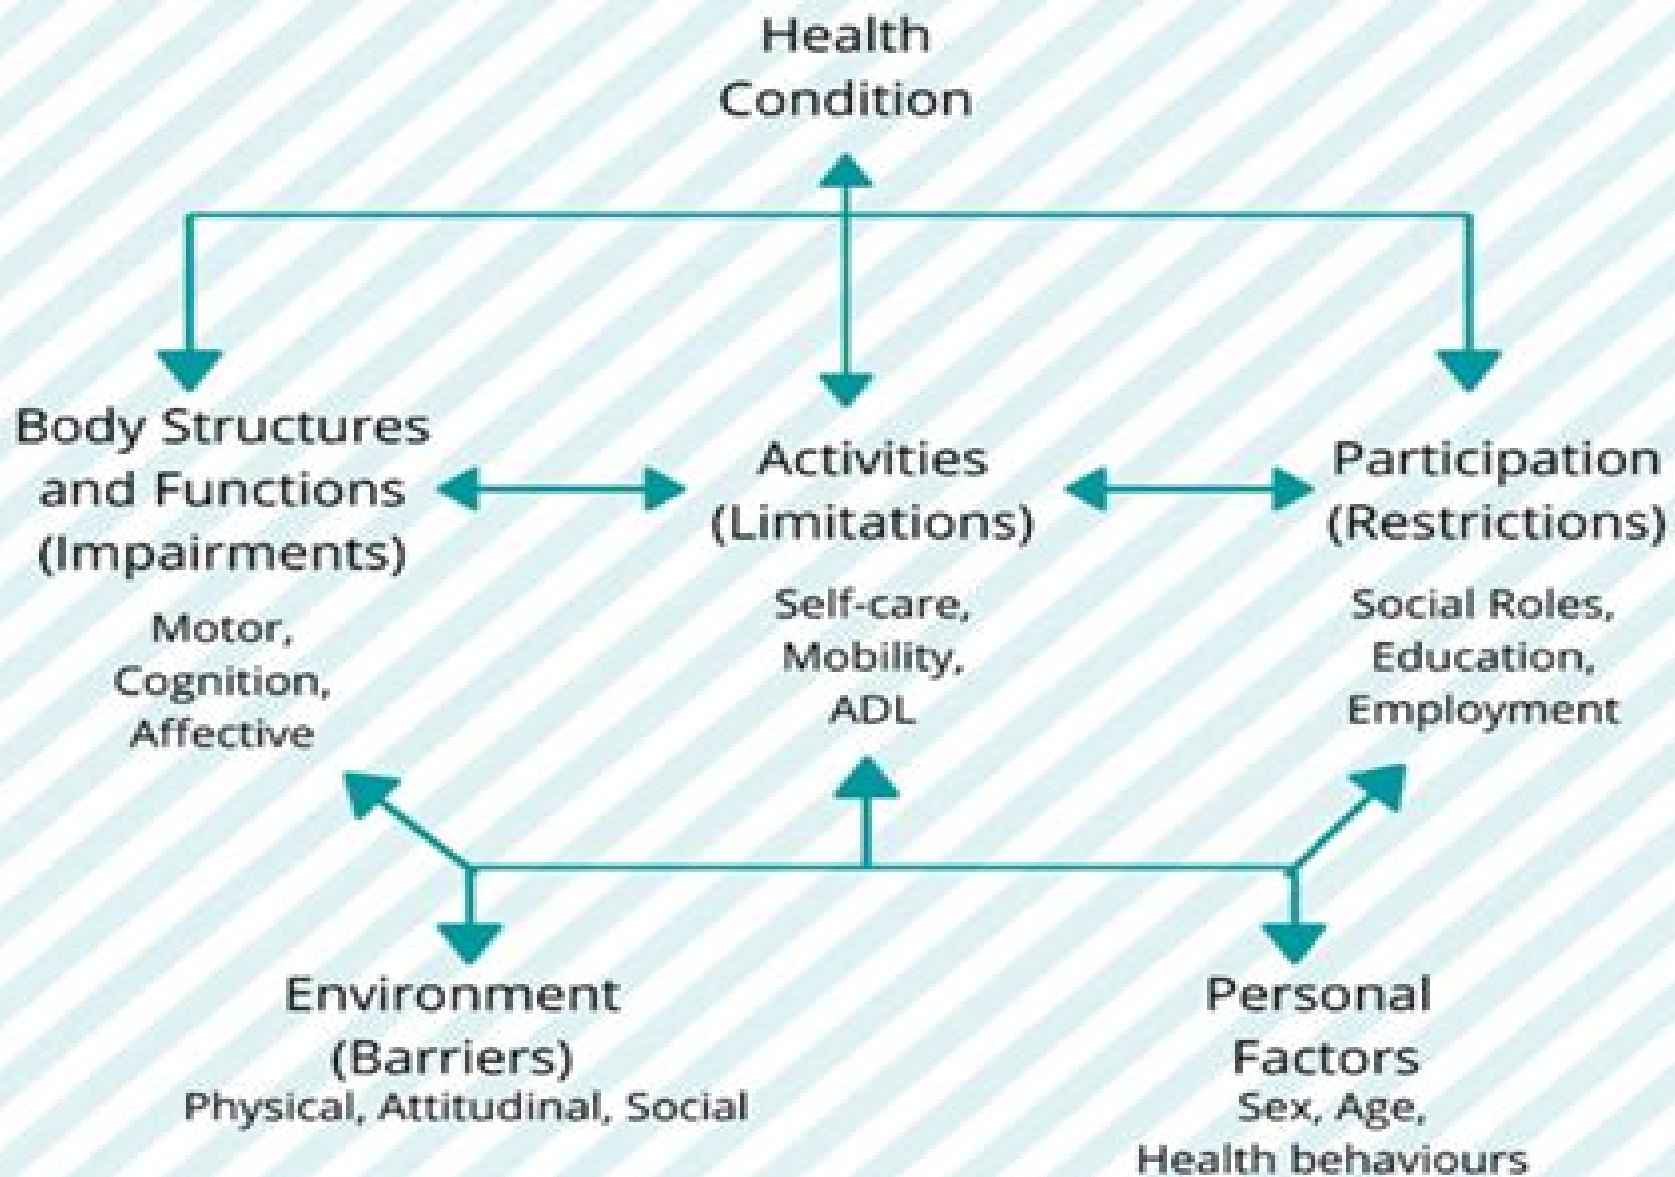 Health
Condition
Body Structures
and Functions
(Impairments)
Motor,
Cognition,
Affective
Activities
(Limitations)
Self-care,
Mobility,
ADL
Participation
(Restrictions)
Social Roles,
Education,
Employment
Environment
(Barriers)
Physical, Attitudinal, Social
Personal
Factors
Sex, Age,
Health behaviours